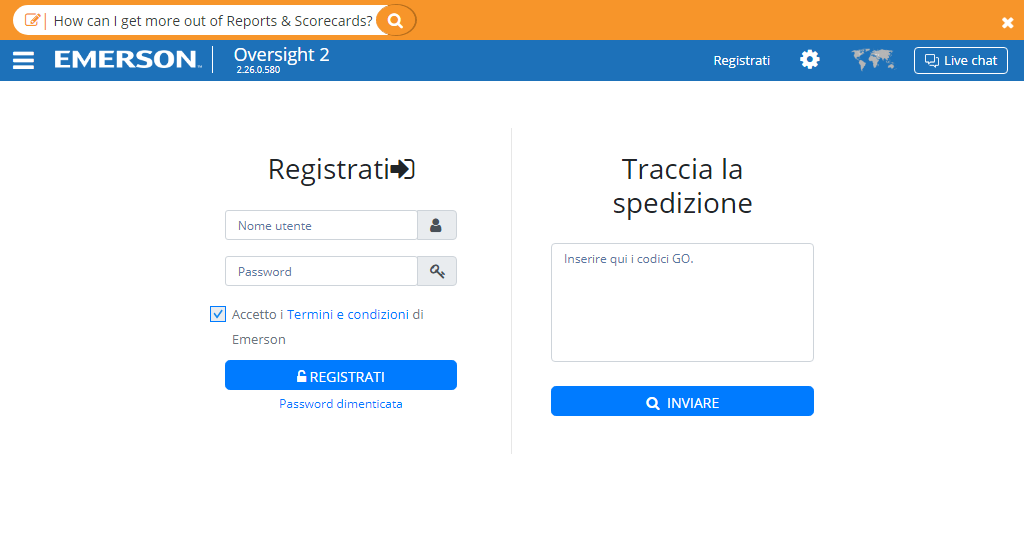 How can I get more out of Reports & Scorecards?
EMERSON™
Oversight 2
2.26.0.580
Registrati
Live chat
Registrati
Nome utente
Password
Accetto i Termini e condizioni di
Emerson
REGISTRATI
Password dimenticata
Traccia la
spedizione
Inserire qui i codici GO.
INVIARE